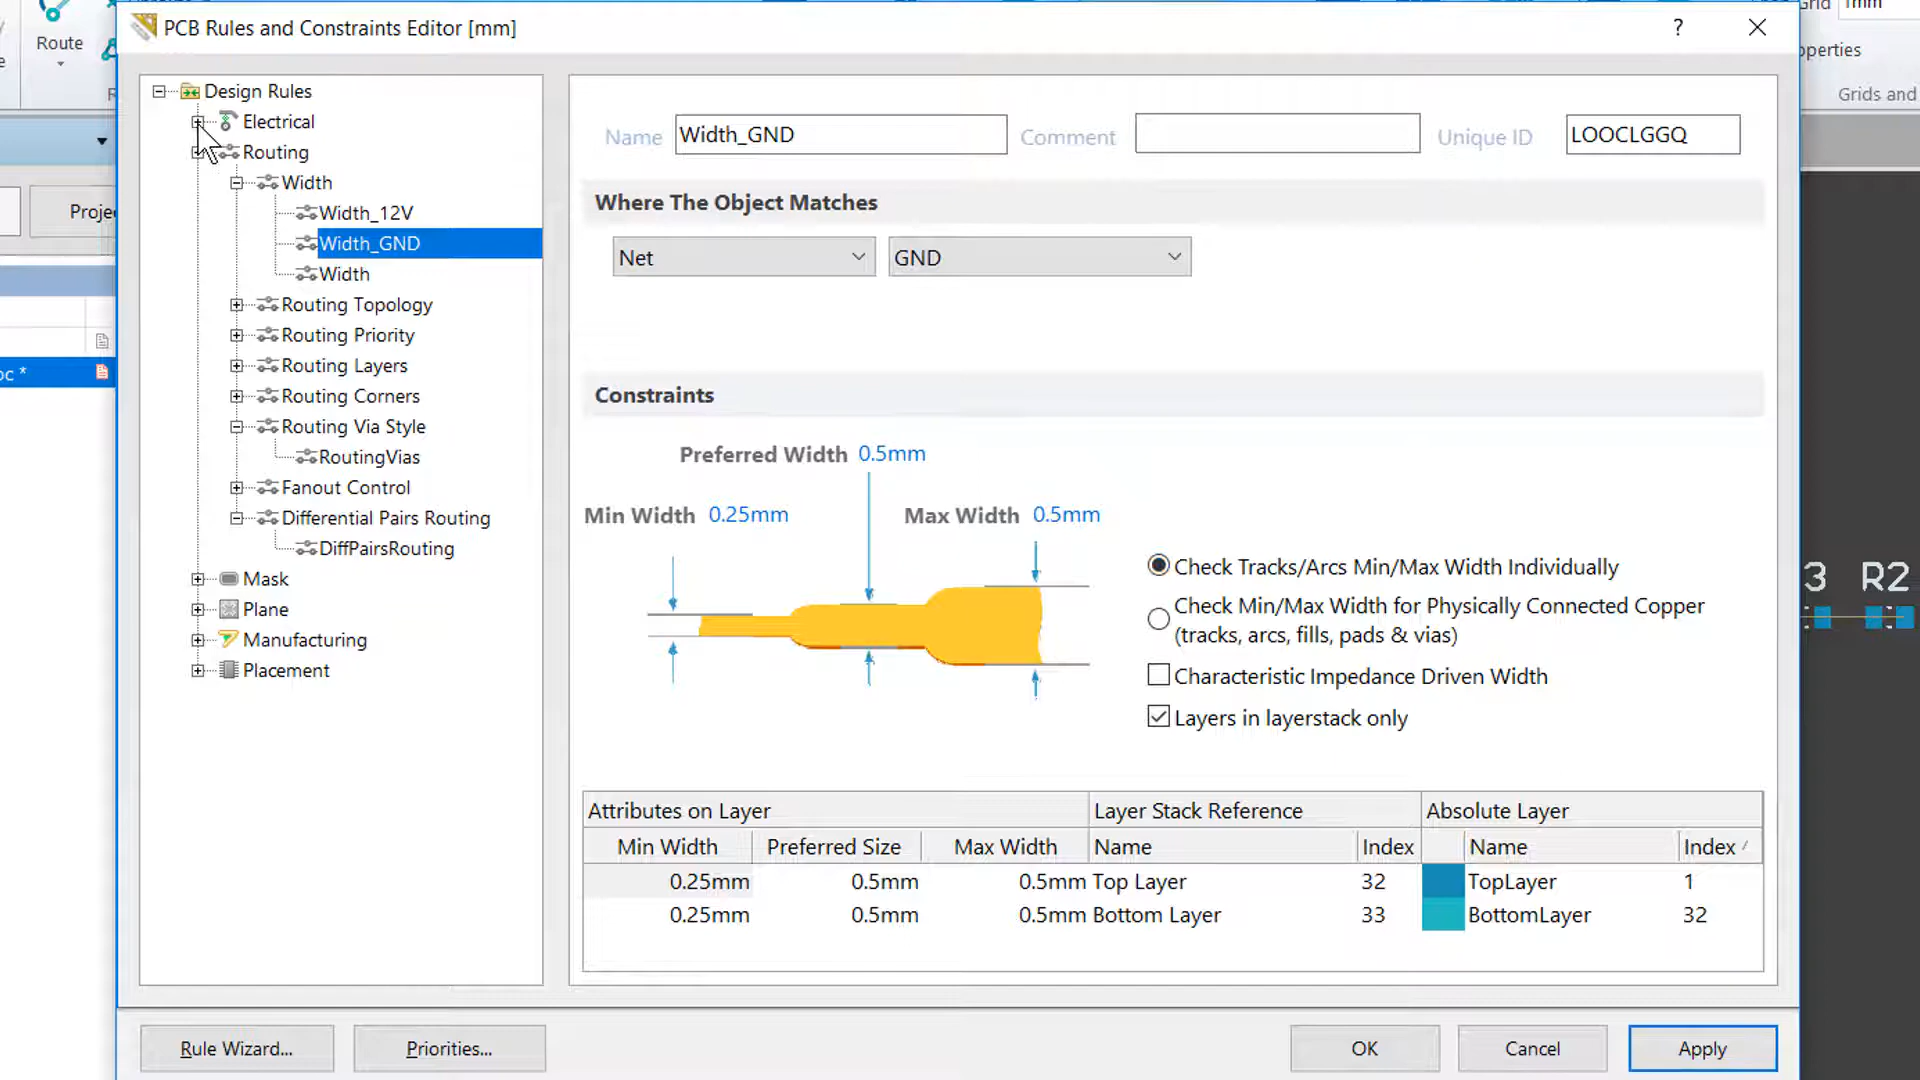 PCB Rules and Constraints Editor [mm]
?
Grid
1mm
Route
operties
Grids and
Design Rules
Electrical
Routing
Width
Width_12V
Width_GND
Width
Routing Topology
Routing Priority
Routing Layers
Routing Corners
Routing Via Style
RoutingVias
Fanout Control
Differential Pairs Routing
DiffPairsRouting
Mask
Plane
Manufacturing
Placement
Projec
oc *
Name Width_GND Comment Unique ID LOOCLGGQ
Where The Object Matches
Net GND
Constraints
Preferred Width 0.5mm
Min Width 0.25mm Max Width 0.5mm
Check Tracks/Arcs Min/Max Width Individually
Check Min/Max Width for Physically Connected Copper
(tracks, arcs, fills, pads & vias)
Characteristic Impedance Driven Width
Layers in layerstack only
3 R2
Attributes on Layer Layer Stack Reference Absolute Layer
Min Width Preferred Size Max Width Name Index Name Index
0.25mm 0.5mm 0.5mm Top Layer 32 TopLayer 1
0.25mm 0.5mm 0.5mm Bottom Layer 33 BottomLayer 32
Rule Wizard... Priorities... OK Cancel Apply